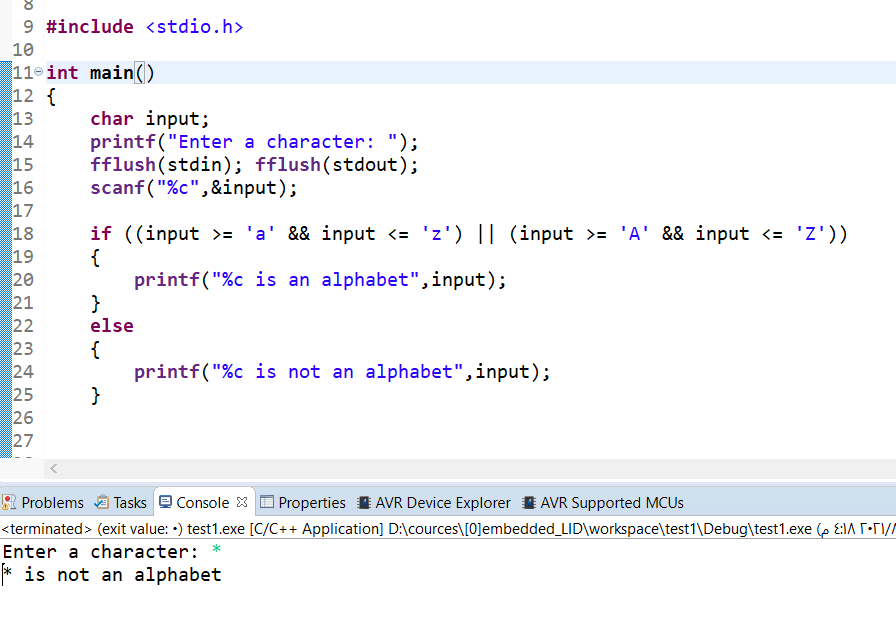 8
9 #include <stdio.h>
10
11 int main()
12 {
13     char input;
14     printf("Enter a character: ");
15     fflush(stdin); fflush(stdout);
16     scanf("%c",&input);
17
18     if ((input >= 'a' && input <= 'z') || (input >= 'A' && input <= 'Z'))
19     {
20         printf("%c is an alphabet",input);
21     }
22     else
23     {
24         printf("%c is not an alphabet",input);
25     }
26
27
Problems Tasks Console Properties AVR Device Explorer AVR Supported MCUs
<terminated> (exit value: ٠) test1.exe [C/C++ Application] D:\cources\[0]embedded_LID\workspace\test1\Debug\test1.exe (م ٤:١٨ ٢٠٢١//
Enter a character: *
* is not an alphabet